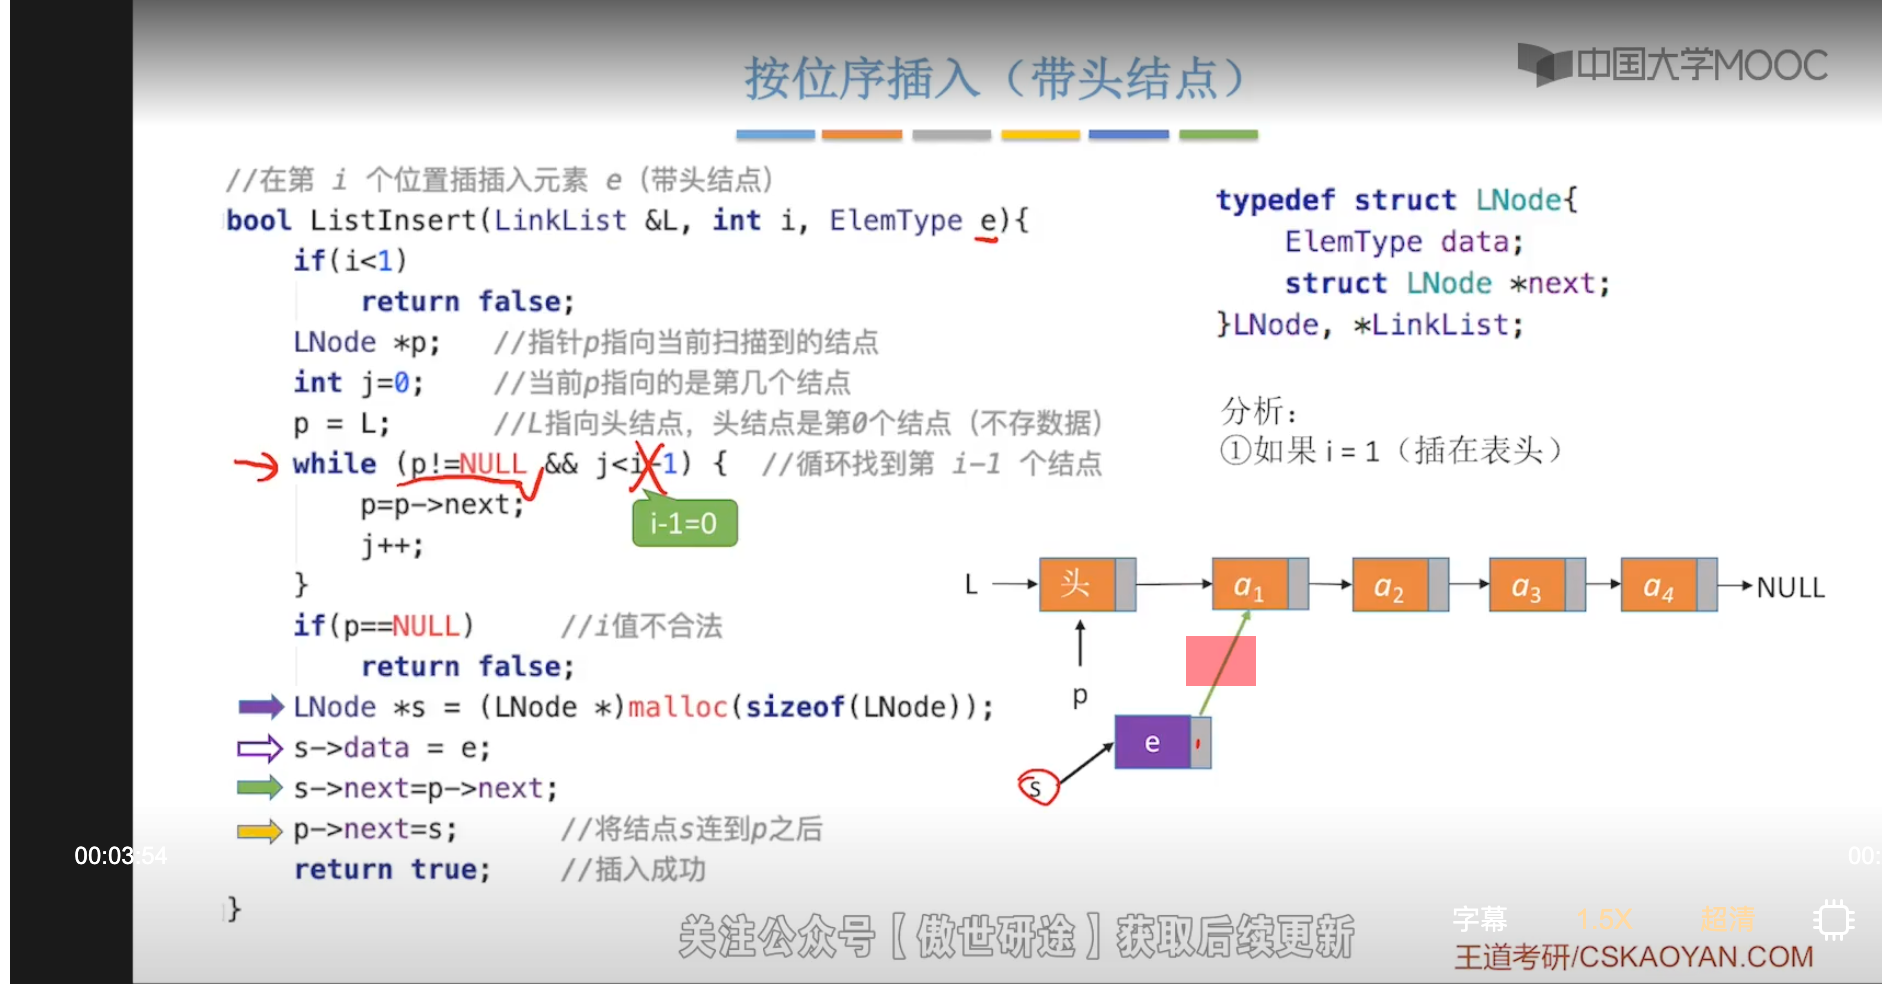 按位序插入（带头结点）
中国大学MOOC
//在第 i 个位置插插入元素 e（带头结点）
bool ListInsert(LinkList &L, int i, ElemType e){
if(i<1)
return false;
LNode *p; //指针p指向当前扫描到的结点
int j=0; //当前p指向的是第几个结点
p = L; //L指向头结点，头结点是第0个结点（不存数据）
while (p!=NULL && j<i-1) { //循环找到第 i-1 个结点
p=p->next;
i-1=0
j++;
}
if(p==NULL) //i值不合法
return false;
LNode *s = (LNode *)malloc(sizeof(LNode));
s->data = e;
s->next=p->next;
p->next=s; //将结点s连到p之后
return true; //插入成功
}
typedef struct LNode{
ElemType data;
struct LNode *next;
}LNode, *LinkList;
分析：
①如果 i = 1（插在表头）
L 头 a1 a2 a3 a4 NULL
p
e
s
00:03:54
00:
字幕 1.5X 超清
关注公众号【傲世研途】获取后续更新
王道考研/CSKAOYAN.COM